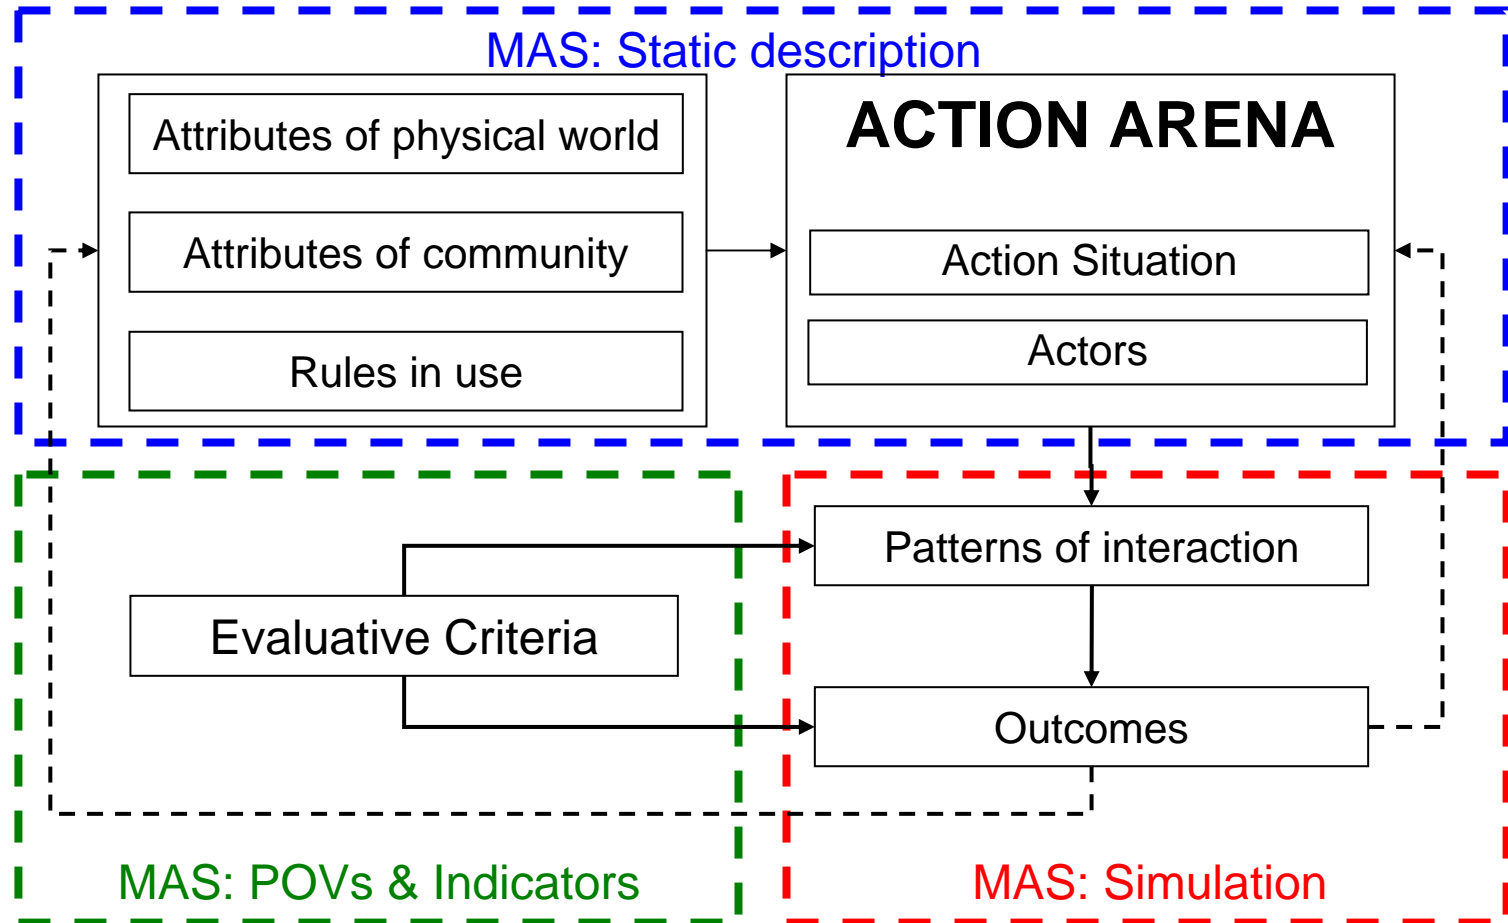 MAS: Static description
Attributes of physical world
Attributes of community
Rules in use
ACTION ARENA
Action Situation
Actors
Evaluative Criteria
Patterns of interaction
Outcomes
MAS: POVs & Indicators
MAS: Simulation